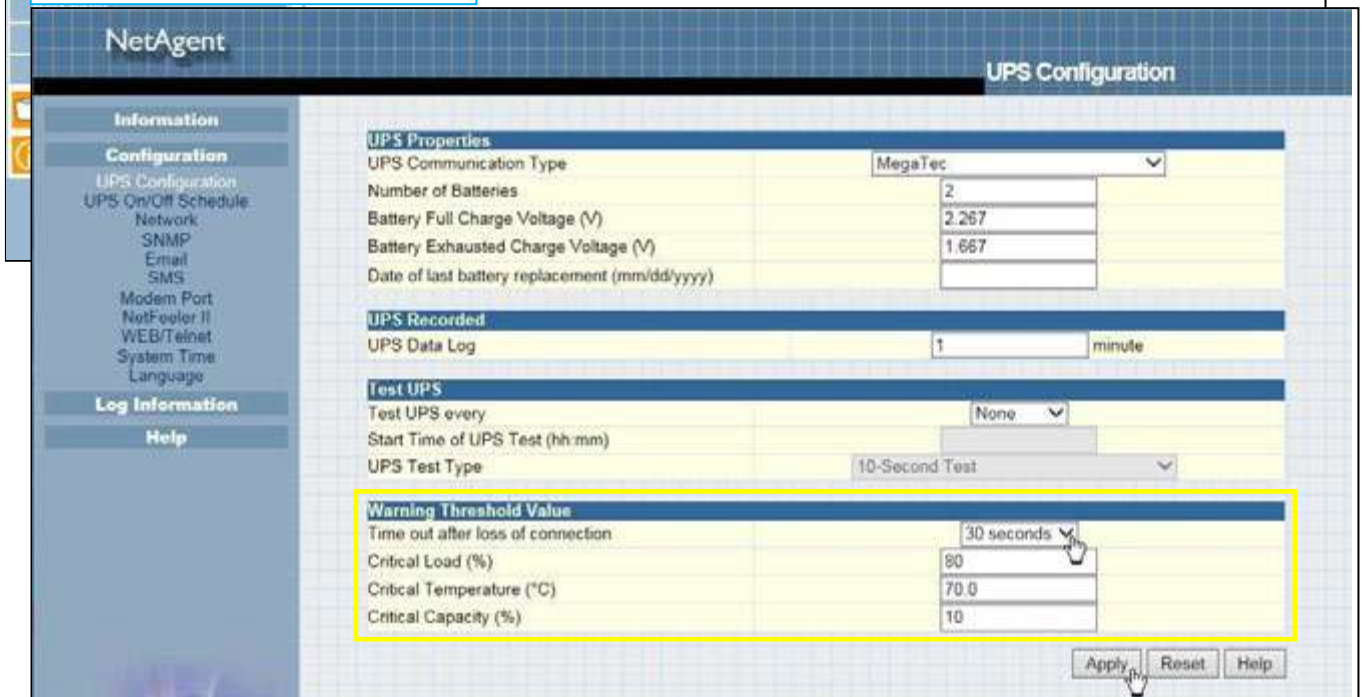 NetAgent
UPS Configuration
Information
Configuration
UPS Configuration
UPS On/Off Schedule
Network
SNMP
Email
SMS
Modem Port
NetFeeler II
WEB/Telnet
System Time
Language
Log Information
Help
UPS Properties
UPS Communication Type MegaTec
Number of Batteries 2
Battery Full Charge Voltage (V) 2.267
Battery Exhausted Charge Voltage (V) 1.667
Date of last battery replacement (mm/dd/yyyy)
UPS Recorded
UPS Data Log 1 minute
Test UPS
Test UPS every None
Start Time of UPS Test (hh:mm)
UPS Test Type 10-Second Test
Warning Threshold Value
Time out after loss of connection 30 seconds
Critical Load (%) 80
Critical Temperature (°C) 70.0
Critical Capacity (%) 10
Apply Reset Help